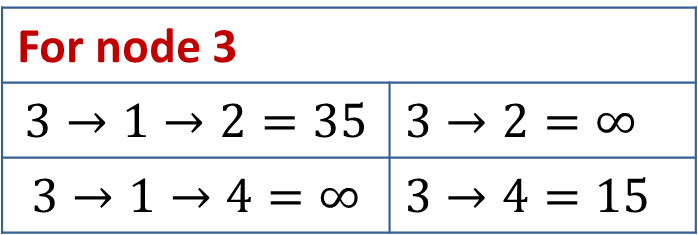 For node 3
3 → 1 → 2 = 35 3 → 2 = ∞
3 → 1 → 4 = ∞ 3 → 4 = 15